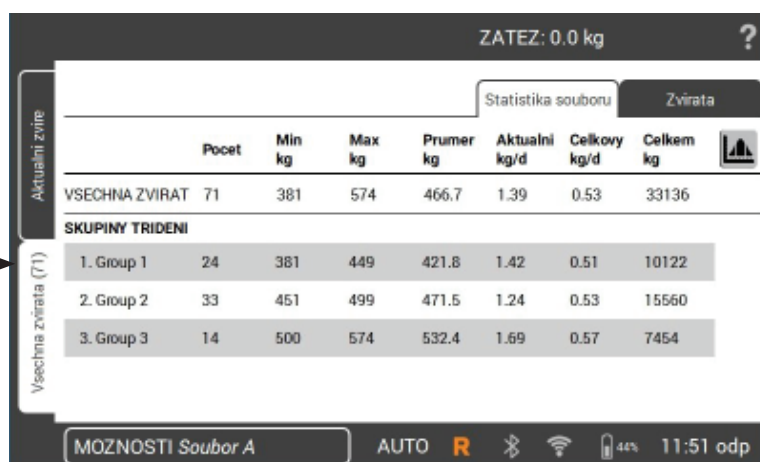 ZATEZ: 0.0 kg ?
Aktualni zvire
Vsechna zvirata (71)
Statistika souboru Zvirata
Pocet Min kg Max kg Prumer kg Aktualni kg/d Celkovy kg/d Celkem kg
VSECHNA ZVIRAT 71 381 574 466.7 1.39 0.53 33136
SKUPINY TRIDENI
1. Group 1 24 381 449 421.8 1.42 0.51 10122
2. Group 2 33 451 499 471.5 1.24 0.53 15560
3. Group 3 14 500 574 532.4 1.69 0.57 7454
MOZNOSTI Soubor A AUTO R 44% 11:51 odp